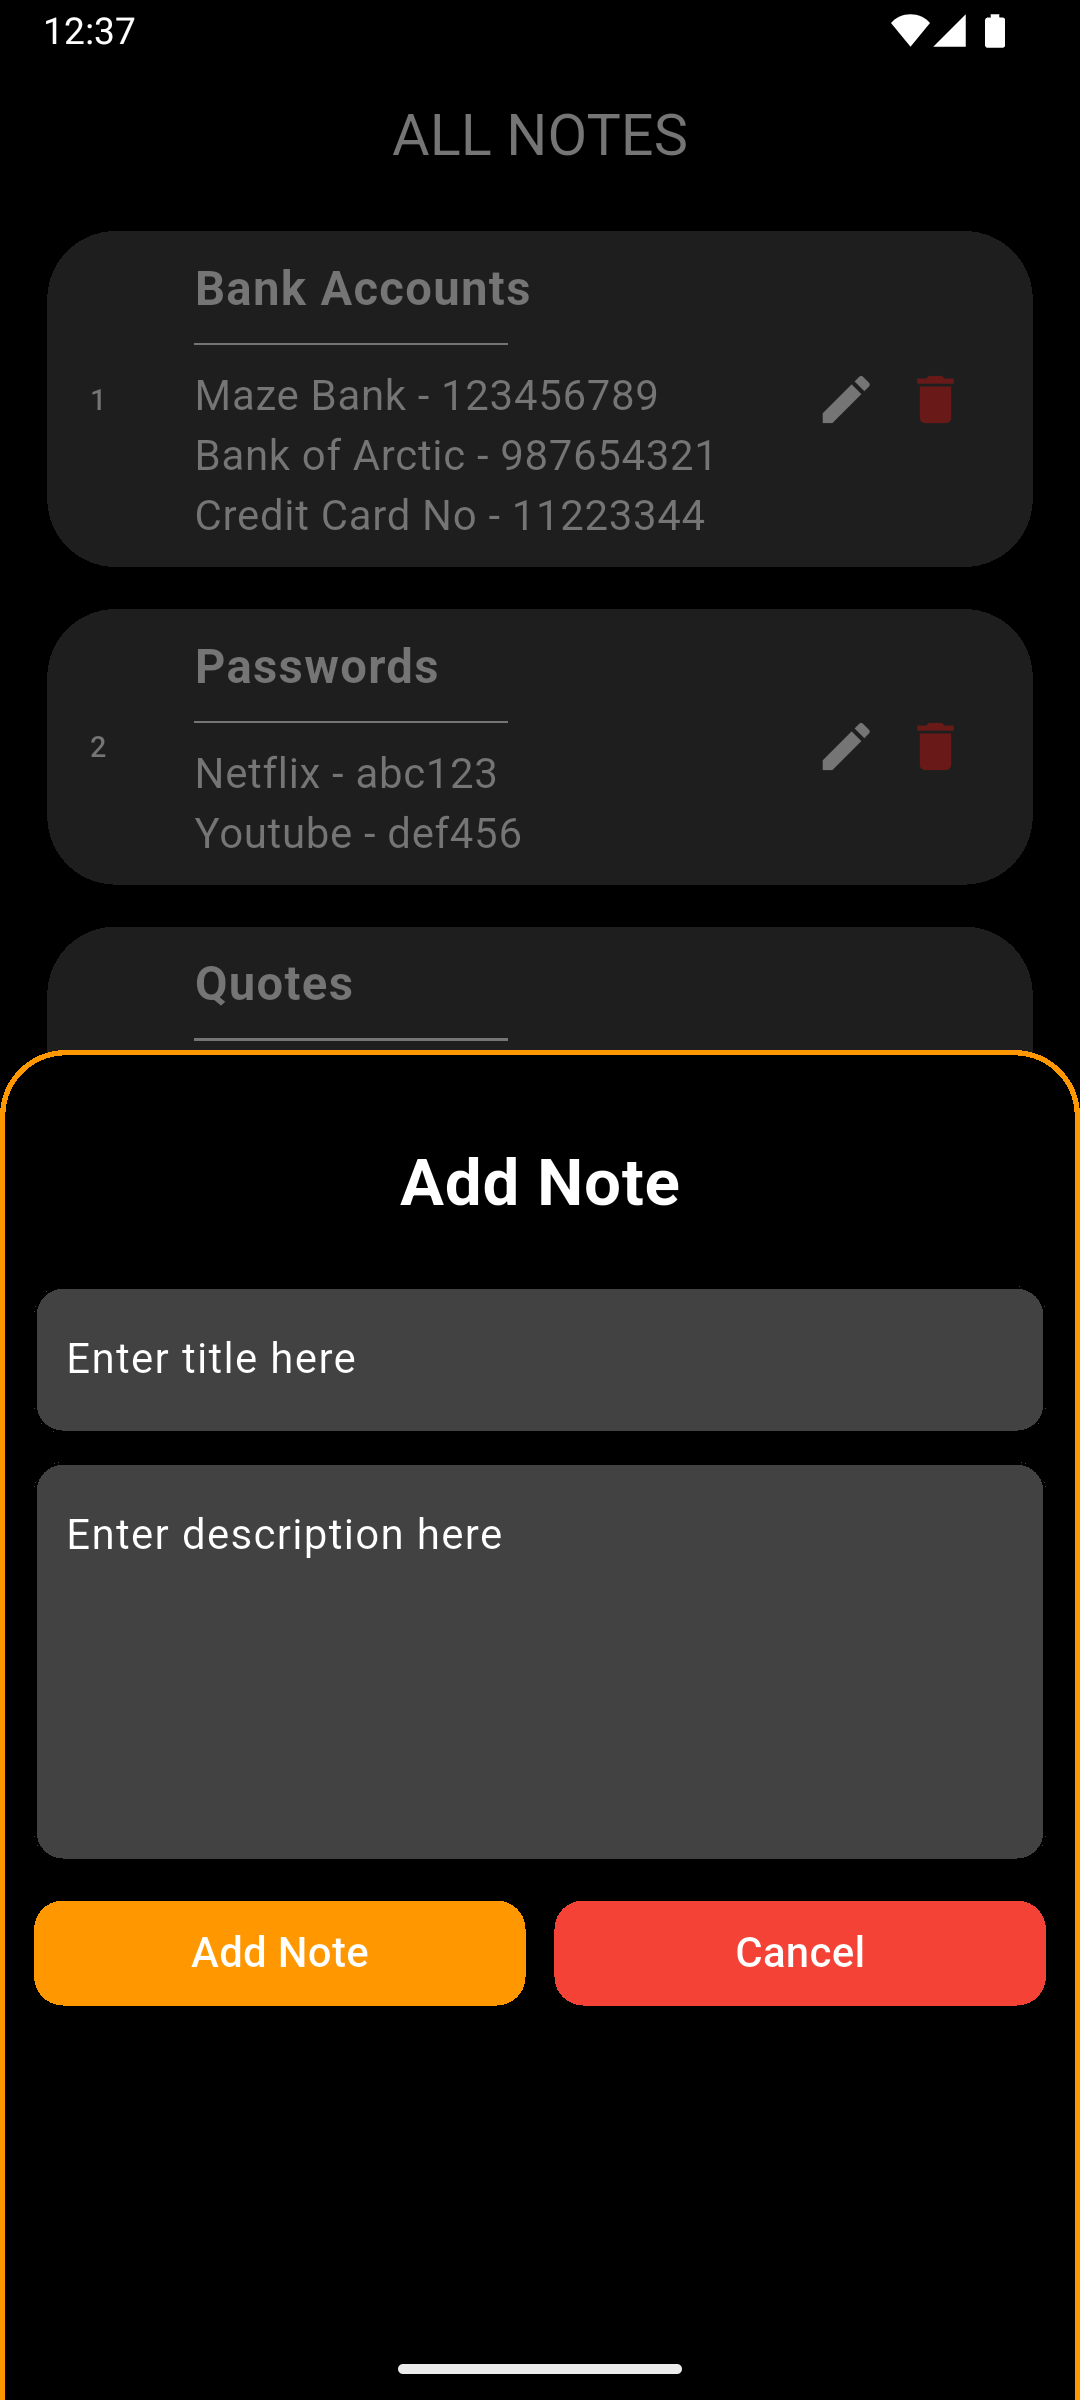 12:37
ALL NOTES
Bank Accounts
1
Maze Bank - 123456789
Bank of Arctic - 987654321
Credit Card No - 11223344
Passwords
2
Netflix - abc123
Youtube - def456
Quotes
Add Note
Enter title here
Enter description here
Add Note
Cancel